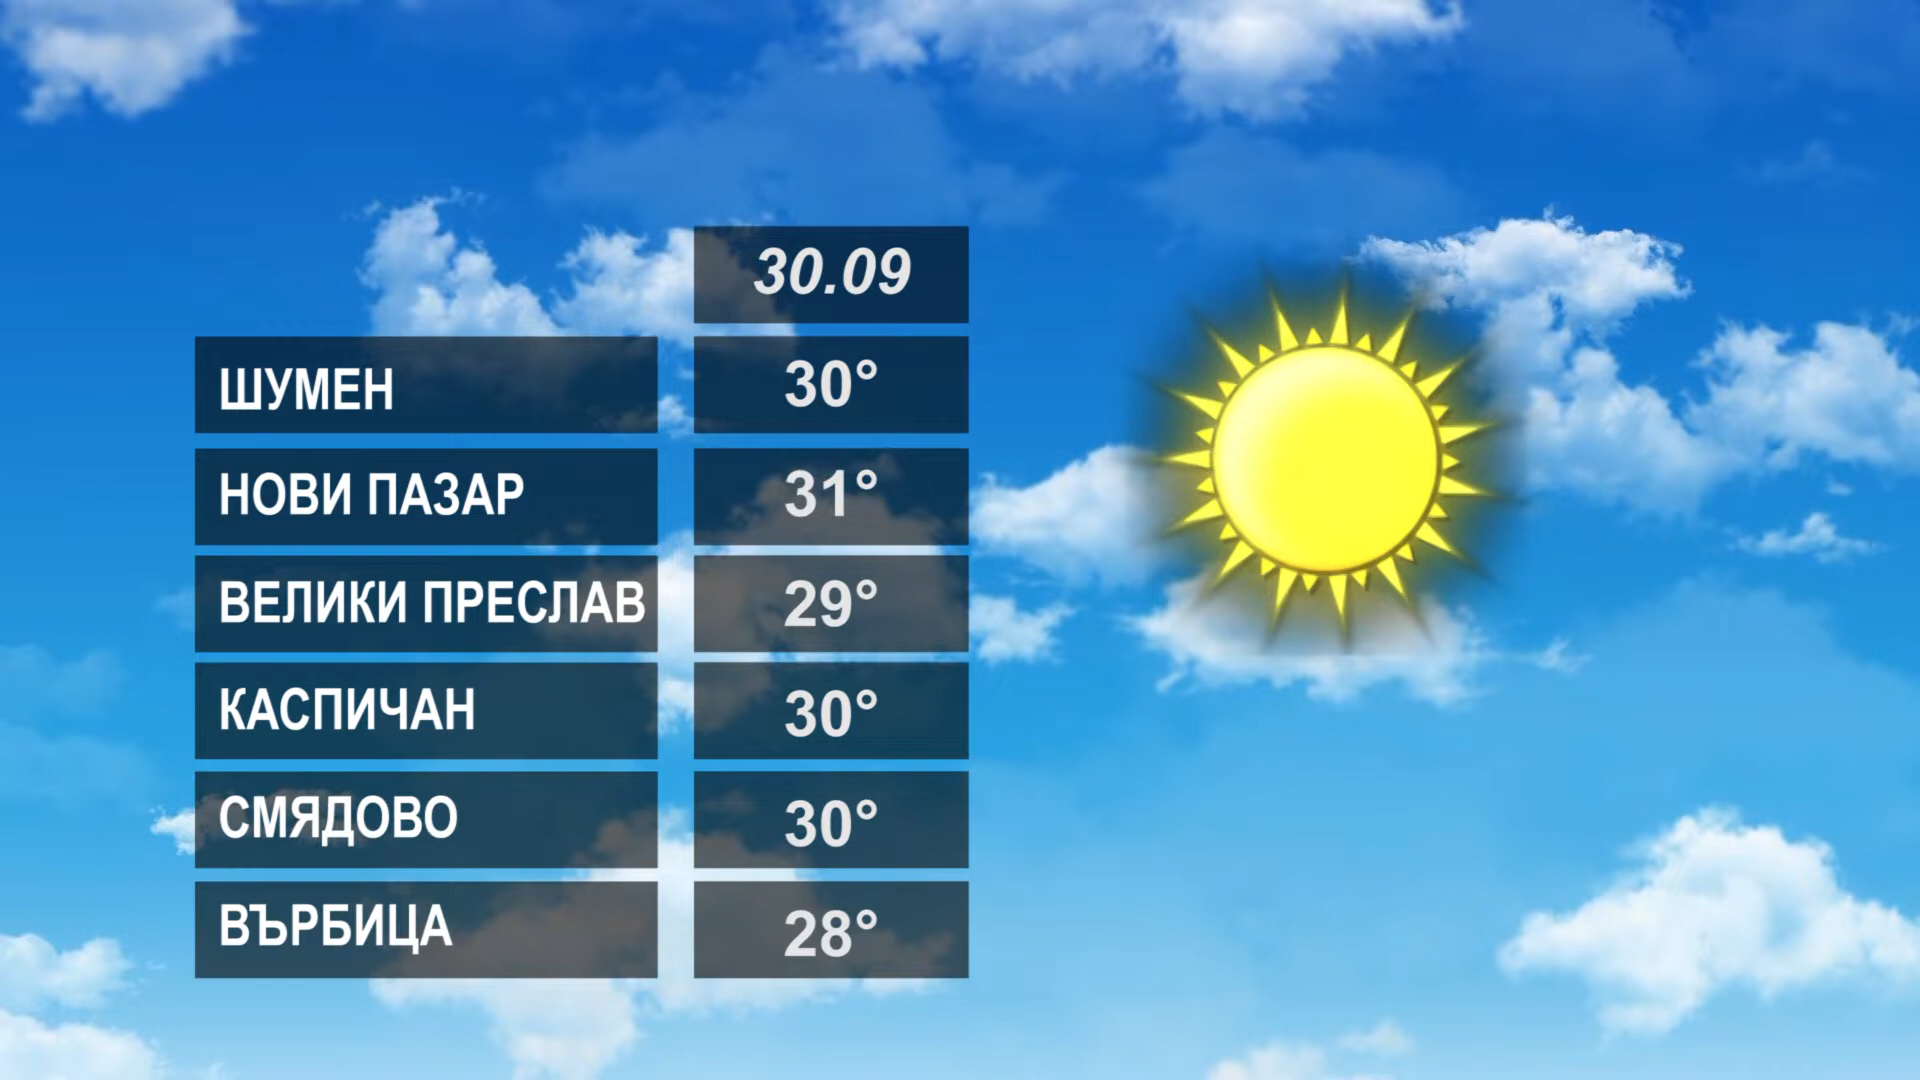 30.09
ШУМЕН 30°
НОВИ ПАЗАР 31°
ВЕЛИКИ ПРЕСЛАВ 29°
КАСПИЧАН 30°
СМЯДОВО 30°
ВЪРБИЦА 28°